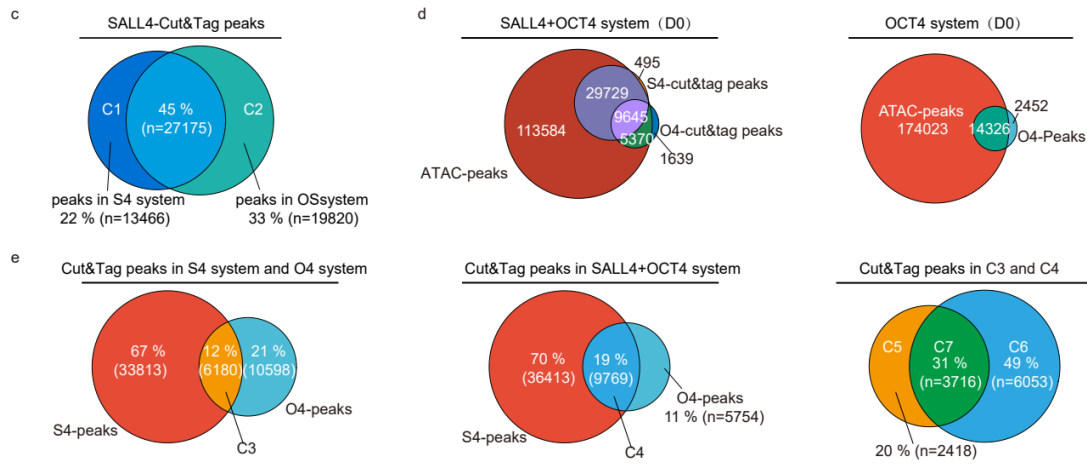 c
SALL4-Cut&Tag peaks
C1
45 %
(n=27175)
C2
peaks in S4 system
22 % (n=13466)
peaks in OSsystem
33 % (n=19820)
d
SALL4+OCT4 system (D0)
495
S4-cut&tag peaks
29729
9645
113584
O4-cut&tag peaks
5370
1639
ATAC-peaks
OCT4 system (D0)
ATAC-peaks
174023
2452
14326
O4-Peaks
e
Cut&Tag peaks in S4 system and O4 system
67 %
(33813)
12 %
(6180)
21 %
(10598)
O4-peaks
S4-peaks
C3
Cut&Tag peaks in SALL4+OCT4 system
70 %
(36413)
19 %
(9769)
O4-peaks
11 % (n=5754)
S4-peaks
C4
Cut&Tag peaks in C3 and C4
C5
C7
31 %
(n=3716)
C6
49 %
(n=6053)
20 % (n=2418)